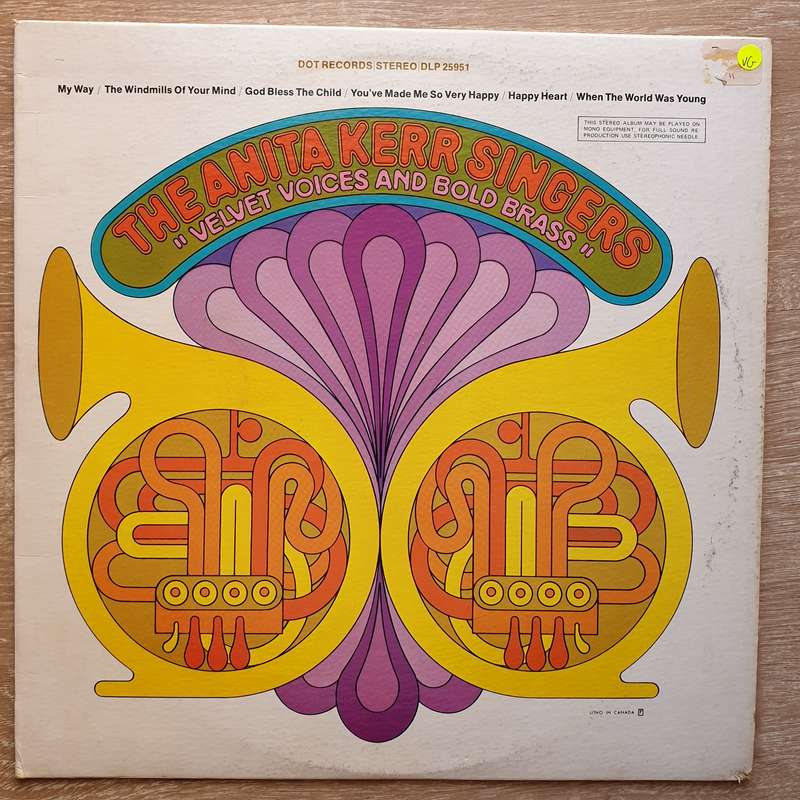 DOT RECORDS|STEREO|DLP 25951
VG
My Way / The Windmills Of Your Mind / God Bless The Child / You've Made Me So Very Happy / Happy Heart / When The World Was Young
THIS STEREO ALBUM MAY BE PLAYED ON
MONO EQUIPMENT, FOR FULL SOUND RE
PRODUCTION USE STEREOPHONIC NEEDLE.
THE ANITA KERR SINGERS
"VELVET VOICES AND BOLD BRASS"
LITHO IN CANADA